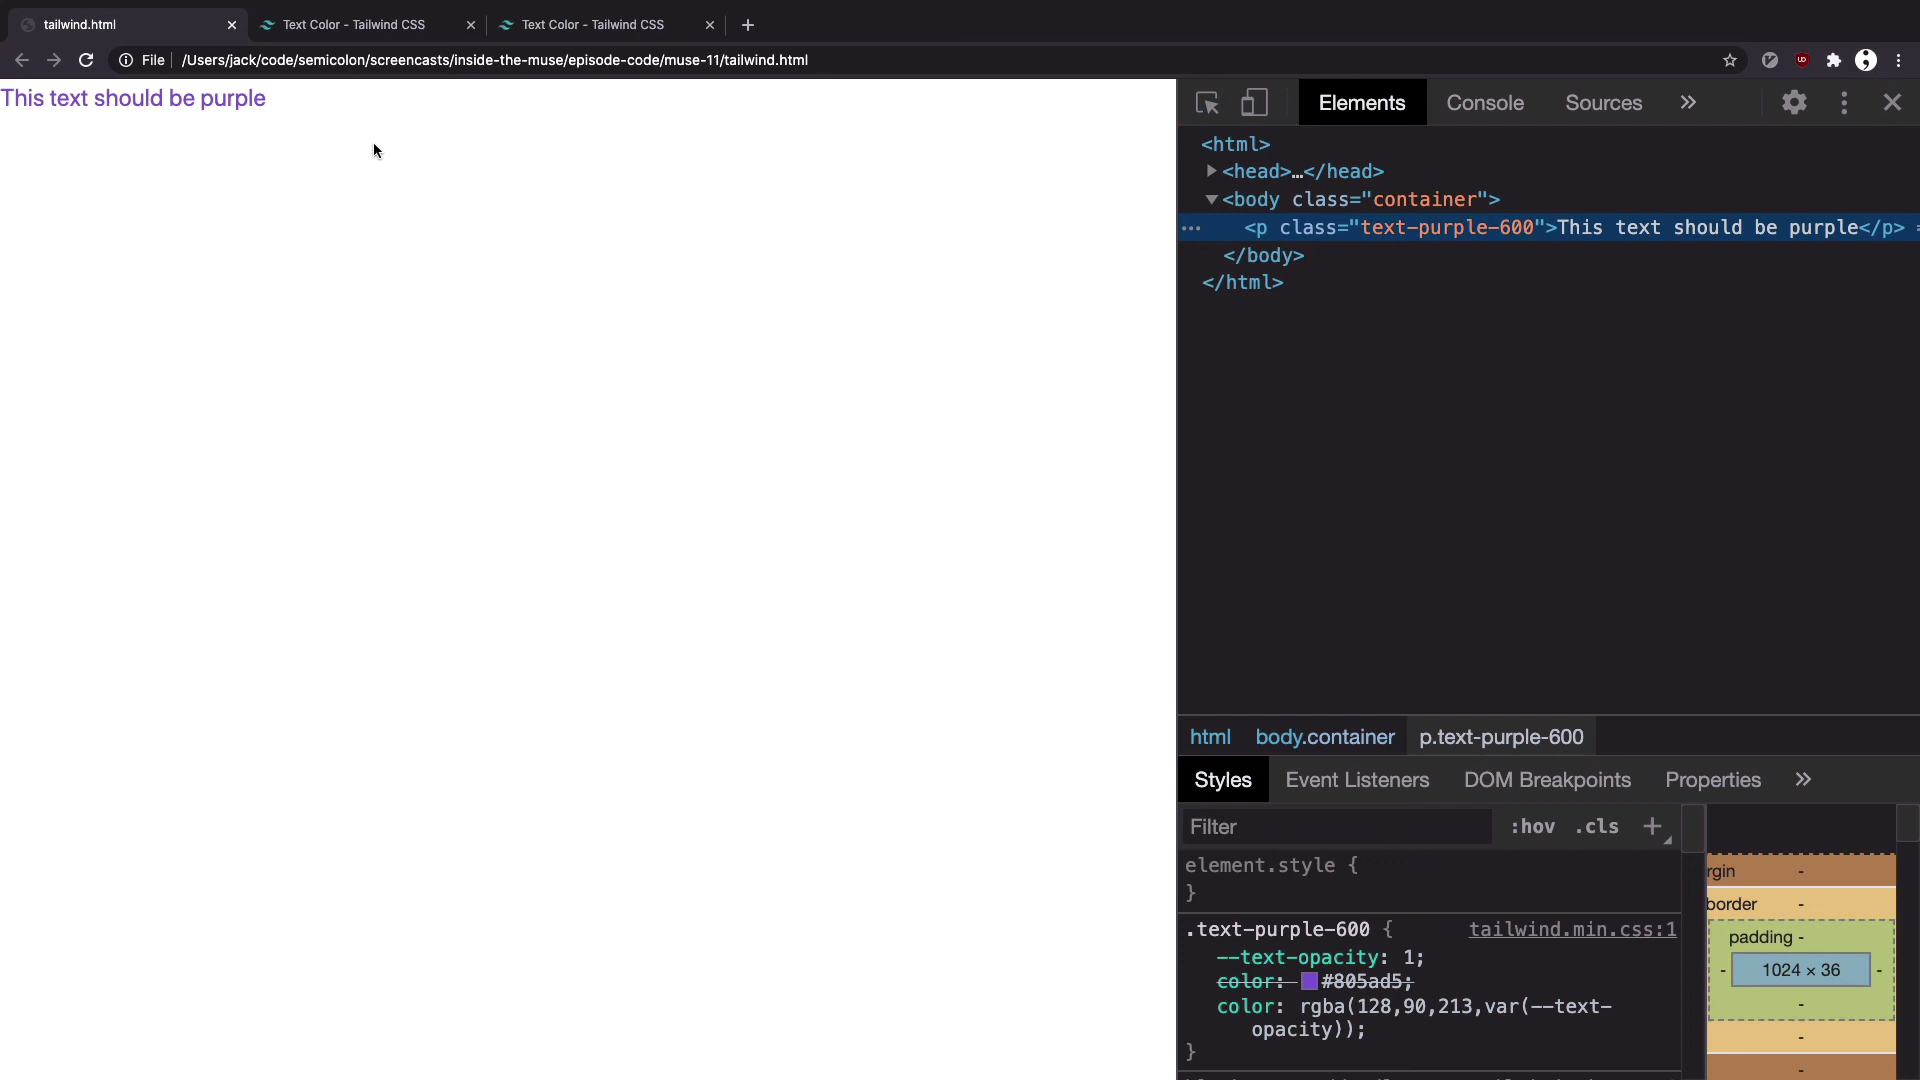 tailwind.html
Text Color - Tailwind CSS
Text Color - Tailwind CSS
File
/Users/jack/code/semicolon/screencasts/inside-the-muse/episode-code/muse-11/tailwind.html
This text should be purple
Elements
Console
Sources
<html>
<head>…</head>
<body class="container">
<p class="text-purple-600">This text should be purple</p>
</body>
</html>
html
body.container
p.text-purple-600
Styles
Event Listeners
DOM Breakpoints
Properties
Filter
:hov
.cls
element.style {
}
.text-purple-600 {
tailwind.min.css:1
--text-opacity: 1;
color: #805ad5;
color: rgba(128,90,213,var(--text-
opacity));
}
rgin -
border -
padding -
- 1024 × 36 -
-
-
-